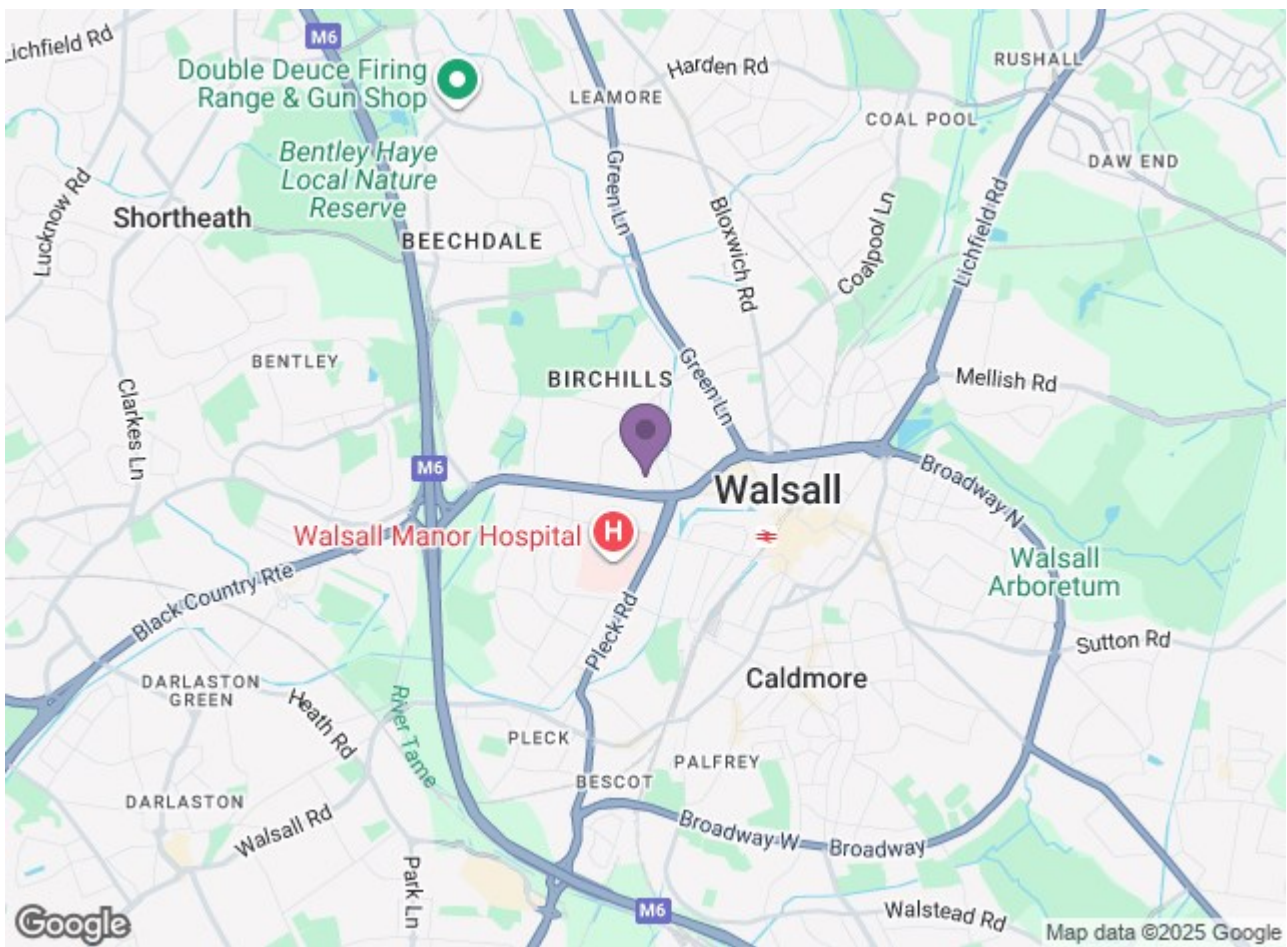 Lichfield Rd
M6
Double Deuce Firing
Range & Gun Shop
Harden Rd
RUSHALL
LEAMORE
COAL POOL
Bentley Haye
Local Nature
Reserve
Green Ln
DAW END
Lucknow Rd
Shortheath
BEECHDALE
Bloxwich Rd
Coalpool Ln
Lichfield Rd
BENTLEY
BIRCHILLS
Green Ln
Mellish Rd
Clarkes Ln
M6
Walsall
Broadway N
Walsall Manor Hospital
H
Walsall
Arboretum
Black Country Rte
Pleck Rd
Sutton Rd
DARLASTON
GREEN
Heath Rd
River Tame
Caldmore
PLECK
PALFREY
BESCOT
DARLASTON
Walsall Rd
Broadway W
Broadway
Park Ln
M6
Walstead Rd
Google
Map data ©2025 Google